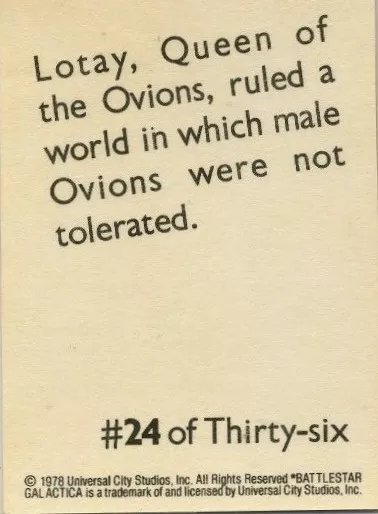 Lotay, Queen of
the Ovions, ruled a
world in which male
Ovions were not
tolerated.
#24 of Thirty-six
© 1978 Universal City Studios, Inc. All Rights Reserved *BATTLESTAR
GALACTICA is a trademark of and licensed by Universal City Studios, Inc.